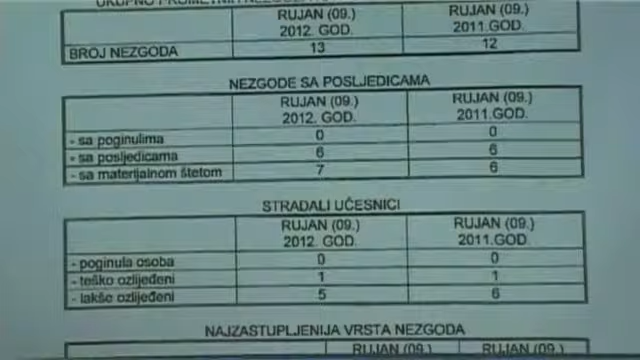 UKUPNO PROMETNIH NEZGODA
RUJAN (09.) RUJAN (09.)
2012. GOD. 2011.GOD.
BROJ NEZGODA 13 12
NEZGODE SA POSLJEDICAMA
RUJAN (09.) RUJAN (09.)
2012. GOD. 2011.GOD.
- sa poginulima 0 0
- sa posljedicama 6 6
- sa materijalnom štetom 7 6
STRADALI UČESNICI
RUJAN (09.) RUJAN (09.)
2012. GOD. 2011.GOD.
- poginula osoba 0 0
- teško ozlijeđeni 1 1
- lakše ozlijeđeni 5 6
NAJZASTUPLJENIJA VRSTA NEZGODA
RUJAN (09.) RUJAN (09.)